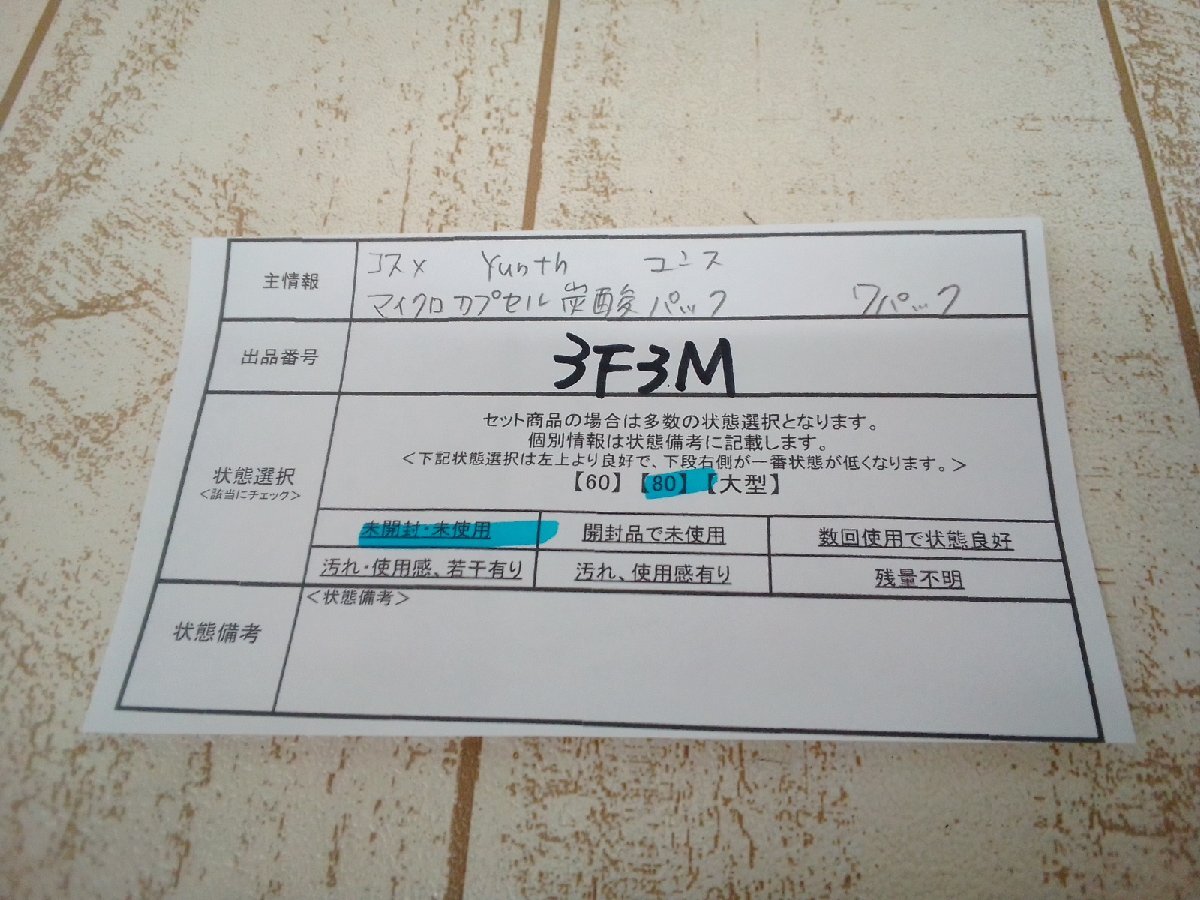 主情報
コスメ Yunth ユンス
マイクロカプセル炭酸パック 7パック
出品番号
3F3M
状態選択
<該当にチェック>
セット商品の場合は多数の状態選択となります。
個別情報は状態備考に記載します。
<下記状態選択は左上より良好で、下段右側が一番状態が低くなります。>
【60】【80】【大型】
未開封・未使用 開封品で未使用 数回使用で状態良好
汚れ・使用感、若干有り 汚れ、使用感有り 残量不明
状態備考
<状態備考>